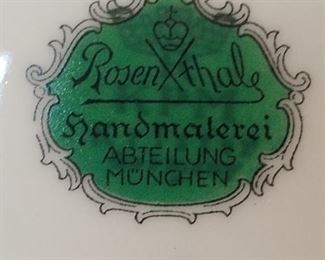 Rosenthal
Handmalerei
ABTEILUNG
MÜNCHEN